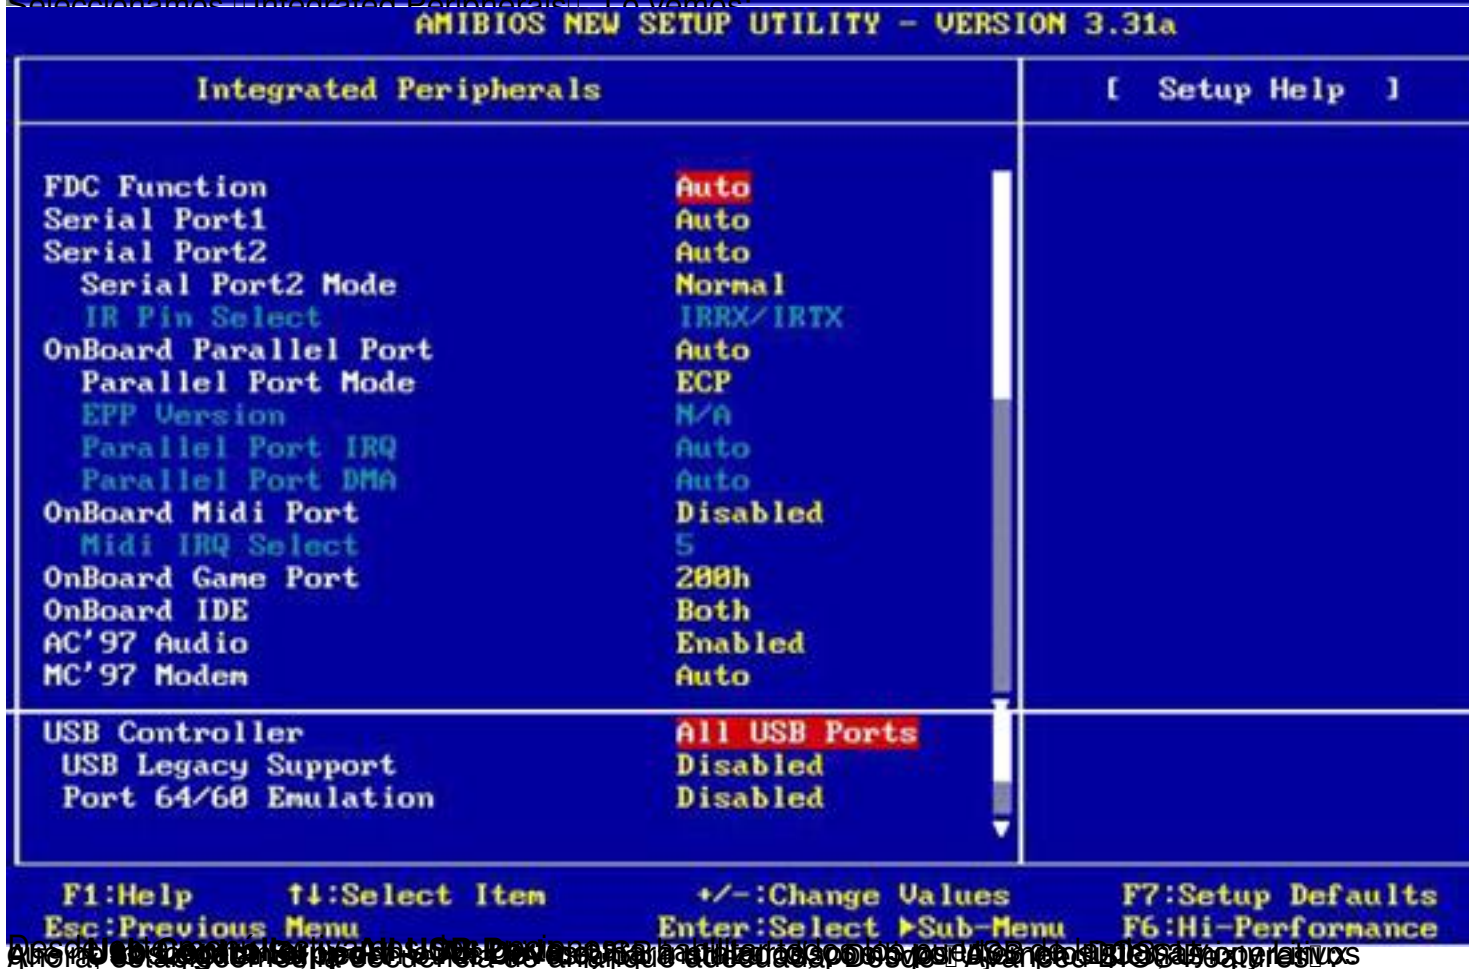 Seleccionamos Integrated Peripherals. Lo vemos:
AMIBIOS NEW SETUP UTILITY - VERSION 3.31a
Integrated Peripherals
[ Setup Help ]
FDC Function Auto
Serial Port1 Auto
Serial Port2 Auto
Serial Port2 Mode Normal
IR Pin Select IRRX/IRTX
OnBoard Parallel Port Auto
Parallel Port Mode ECP
EPP Version N/A
Parallel Port IRQ Auto
Parallel Port DMA Auto
OnBoard Midi Port Disabled
Midi IRQ Select 5
OnBoard Game Port 200h
OnBoard IDE Both
AC'97 Audio Enabled
MC'97 Modem Auto
USB Controller All USB Ports
USB Legacy Support Disabled
Port 64/60 Emulation Disabled
F1:Help ↑↓:Select Item +/-:Change Values F7:Setup Defaults
Esc:Previous Menu Enter:Select ►Sub-Menu F6:Hi-Performance